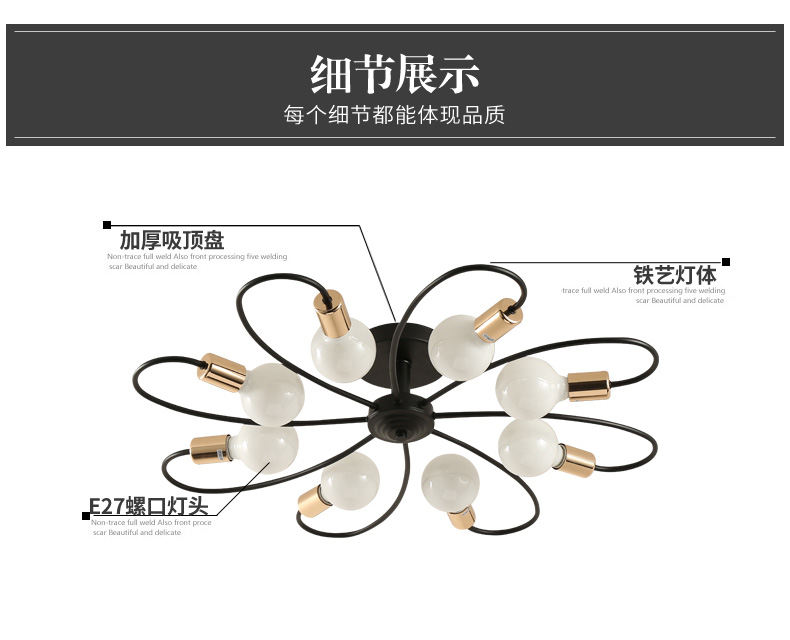 细节展示
每个细节都能体现品质
加厚吸顶盘
Non-trace full weld Also front processing five welding
scar Beautiful and delicate
铁艺灯体
-trace full weld Also front processing five welding
scar Beautiful and delicate
E27螺口灯头
Non-trace full weld Also front proce
scar Beautiful and delicate